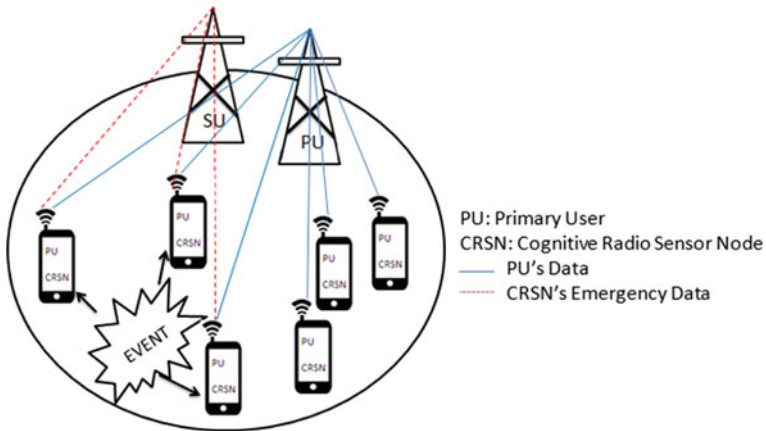 SU
PU
PU
CRSN
PU
CRSN
PU
CRSN
PU
CRSN
EVENT
PU
CRSN
PU
CRSN
PU: Primary User
CRSN: Cognitive Radio Sensor Node
PU's Data
CRSN's Emergency Data